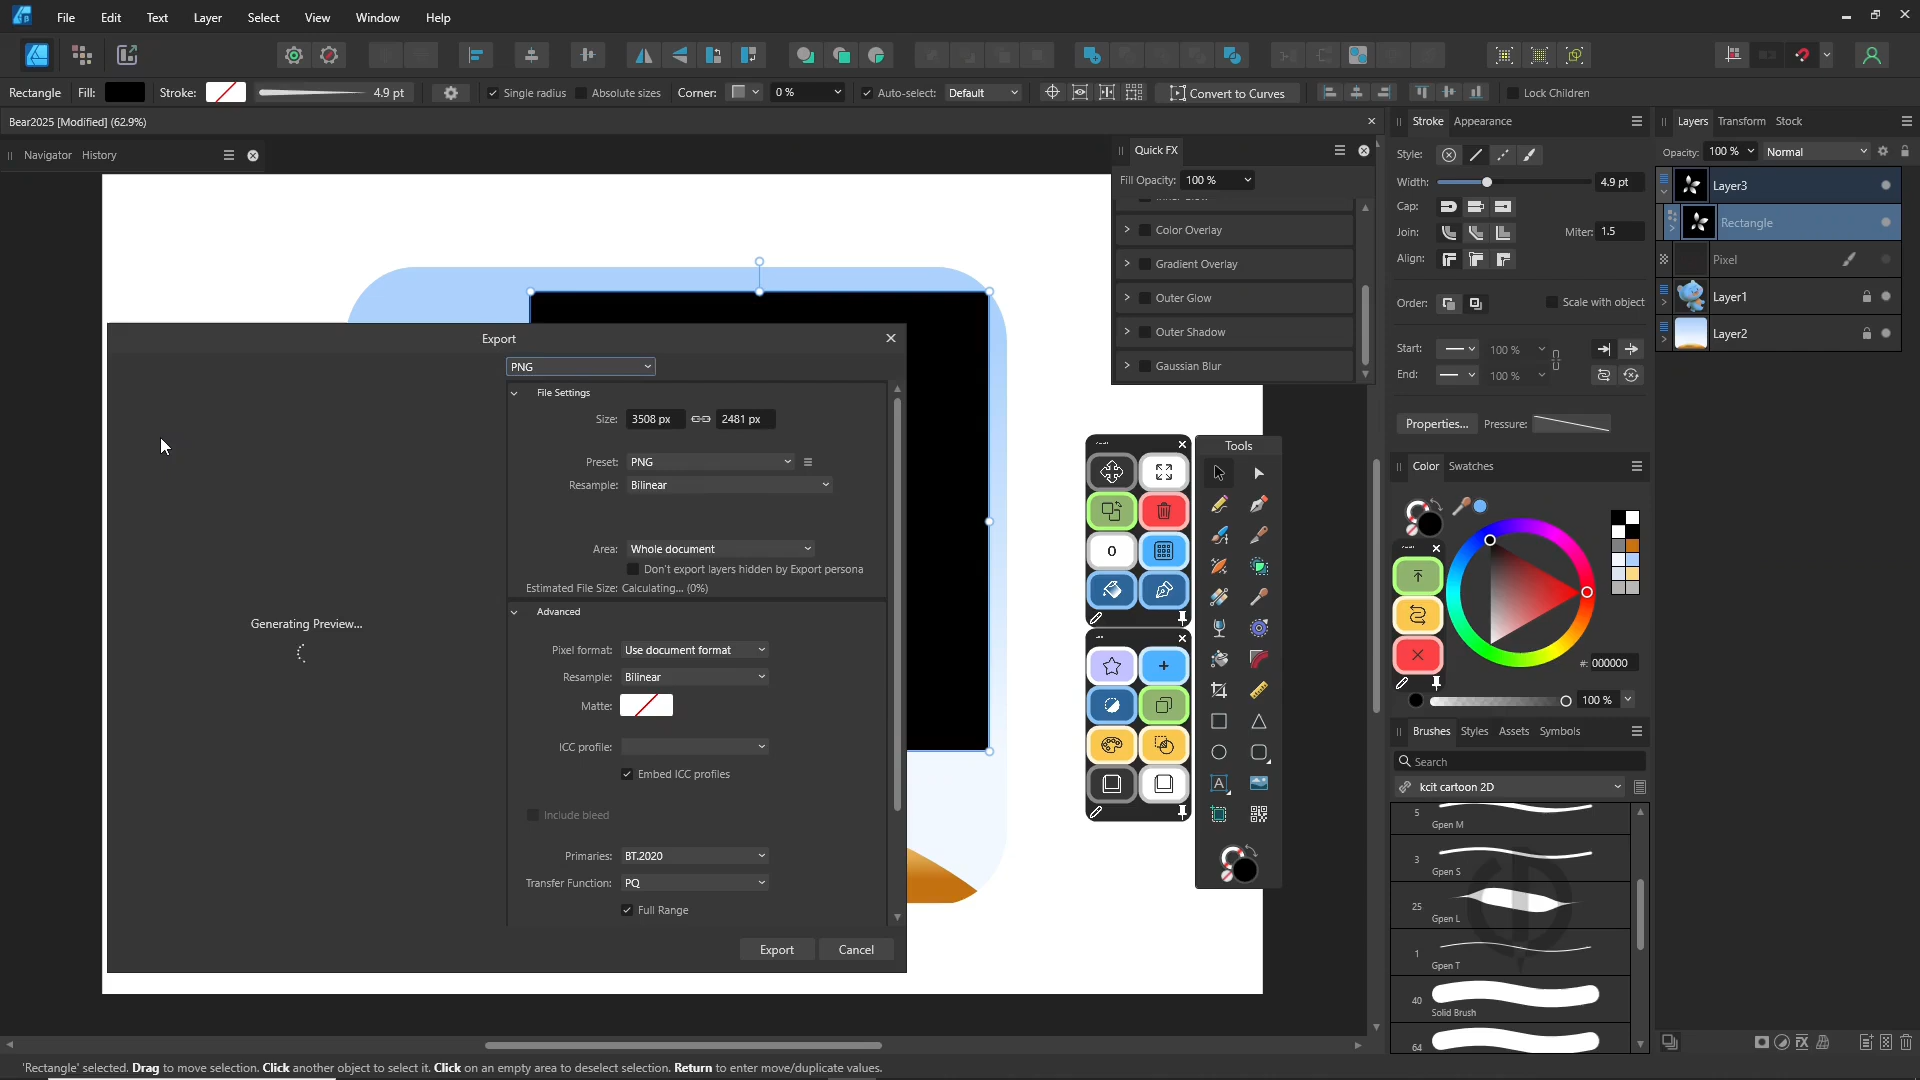 File Edit Text Layer Select View Window Help
Rectangle Fill: Stroke: 4.9 pt Single radius Absolute sizes Corner: 0 % Auto-select: Default Convert to Curves Lock Children
Bear2025 [Modified] (62.9%)
Navigator History
Quick FX
Fill Opacity: 100 %
Inner Glow
Color Overlay
Gradient Overlay
Outer Glow
Outer Shadow
Gaussian Blur
Export
PNG
File Settings
Size: 3508 px 2481 px
Preset: PNG
Resample: Bilinear
Area: Whole document
Don't export layers hidden by Export persona
Estimated File Size: Calculating... (0%)
Generating Preview...
Advanced
Pixel format: Use document format
Resample: Bilinear
Matte:
ICC profile:
Embed ICC profiles
Include bleed
Primaries: BT.2020
Transfer Function: PQ
Full Range
Export Cancel
Tools
0
Stroke Appearance
Style:
Width: 4.9 pt
Cap:
Join: Miter: 1.5
Align:
Order: Scale with object
Start: 100 %
End: 100 %
Properties... Pressure:
Color Swatches
#: 000000
100 %
Brushes Styles Assets Symbols
Search
kcit cartoon 2D
5
Gpen M
3
Gpen S
25
Gpen L
1
Gpen T
40
Solid Brush
64
Layers Transform Stock
Opacity: 100 % Normal
Layer3
Rectangle
Pixel
Layer1
Layer2
'Rectangle' selected. Drag to move selection. Click another object to select it. Click on an empty area to deselect selection. Return to enter move/duplicate values.